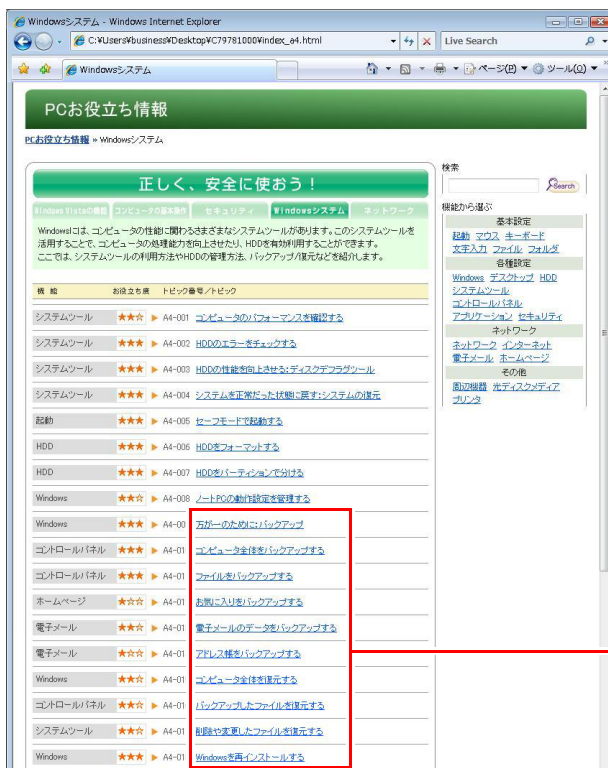 Windowsシステム - Windows Internet Explorer
C:¥Users¥business¥Desktop¥C79781000¥index_a4.html
Live Search
Windowsシステム
ページ(P) ツール(O)
PCお役立ち情報
PCお役立ち情報 » Windowsシステム
正しく、安全に使おう！
Windows Vistaの機能 コンピュータの基本操作 セキュリティ Windowsシステム ネットワーク
Windowsには、コンピュータの性能に関わるさまざまなシステムツールがあります。このシステムツールを
活用することで、コンピュータの処理能力を向上させたり、HDDを有効利用することができます。
ここでは、システムツールの利用方法やHDDの管理方法、バックアップ/復元などを紹介します。
機 能 お役立ち度 トピック番号／トピック
システムツール ★★☆ ▶ A4-001 コンピュータのパフォーマンスを確認する
システムツール ★★★ ▶ A4-002 HDDのエラーをチェックする
システムツール ★★★ ▶ A4-003 HDDの性能を向上させる：ディスクデフラグツール
システムツール ★★★ ▶ A4-004 システムを正常だった状態に戻す：システムの復元
起動 ★★★ ▶ A4-005 セーフモードで起動する
HDD ★★★ ▶ A4-006 HDDをフォーマットする
HDD ★★★ ▶ A4-007 HDDをパーティションで分ける
Windows ★★☆ ▶ A4-008 ノートPCの動作設定を管理する
Windows ★★★ ▶ A4-00 万が一のために：バックアップ
コントロールパネル ★★★ ▶ A4-01 コンピュータ全体をバックアップする
コントロールパネル ★★★ ▶ A4-01 ファイルをバックアップする
ホームページ ★☆☆ ▶ A4-01 お気に入りをバックアップする
電子メール ★★★ ▶ A4-01 電子メールのデータをバックアップする
電子メール ★☆☆ ▶ A4-01 アドレス帳をバックアップする
Windows ★★☆ ▶ A4-01 コンピュータ全体を復元する
コントロールパネル ★★☆ ▶ A4-01 バックアップしたファイルを復元する
システムツール ★★☆ ▶ A4-01 削除や変更したファイルを復元する
Windows ★★★ ▶ A4-01 Windowsを再インストールする
検索
Search
機能から選ぶ
基本設定
起動 マウス キーボード
文字入力 ファイル フォルダ
各種設定
Windows デスクトップ HDD
システムツール
コントロールパネル
アプリケーション セキュリティ
ネットワーク
ネットワーク インターネット
電子メール ホームページ
その他
周辺機器 光ディスクメディア
プリンタ